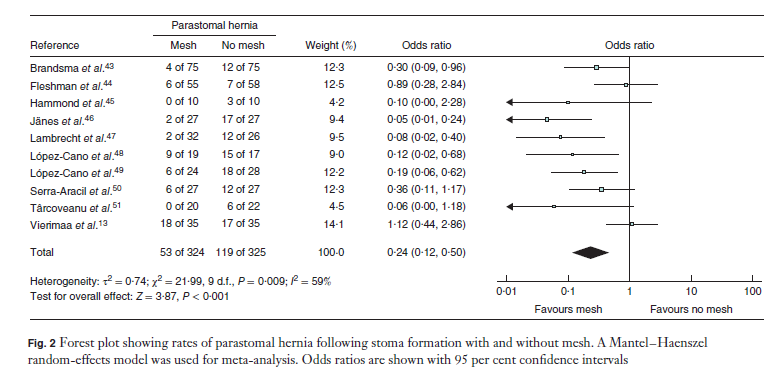 Parastomal hernia
Reference Mesh No mesh Weight (%) Odds ratio Odds ratio
Brandsma et al.43 4 of 75 12 of 75 12·3 0·30 (0·09, 0·96)
Fleshman et al.44 6 of 55 7 of 58 12·5 0·89 (0·28, 2·84)
Hammond et al.45 0 of 10 3 of 10 4·2 0·10 (0·00, 2·28)
Jänes et al.46 2 of 27 17 of 27 9·4 0·05 (0·01, 0·24)
Lambrecht et al.47 2 of 32 12 of 26 9·5 0·08 (0·02, 0·40)
López-Cano et al.48 9 of 19 15 of 17 9·0 0·12 (0·02, 0·68)
López-Cano et al.49 6 of 24 18 of 28 12·2 0·19 (0·06, 0·62)
Serra-Aracil et al.50 6 of 27 12 of 27 12·3 0·36 (0·11, 1·17)
Târcoveanu et al.51 0 of 20 6 of 22 4·5 0·06 (0·00, 1·18)
Vierimaa et al.13 18 of 35 17 of 35 14·1 1·12 (0·44, 2·86)
Total 53 of 324 119 of 325 100·0 0·24 (0·12, 0·50)
Heterogeneity: τ² = 0·74; χ² = 21·99, 9 d.f., P = 0·009; I² = 59%
Test for overall effect: Z = 3·87, P < 0·001
0·01 0·1 1 10 100
Favours mesh Favours no mesh
Fig. 2 Forest plot showing rates of parastomal hernia following stoma formation with and without mesh. A Mantel–Haenszel
random-effects model was used for meta-analysis. Odds ratios are shown with 95 per cent confidence intervals